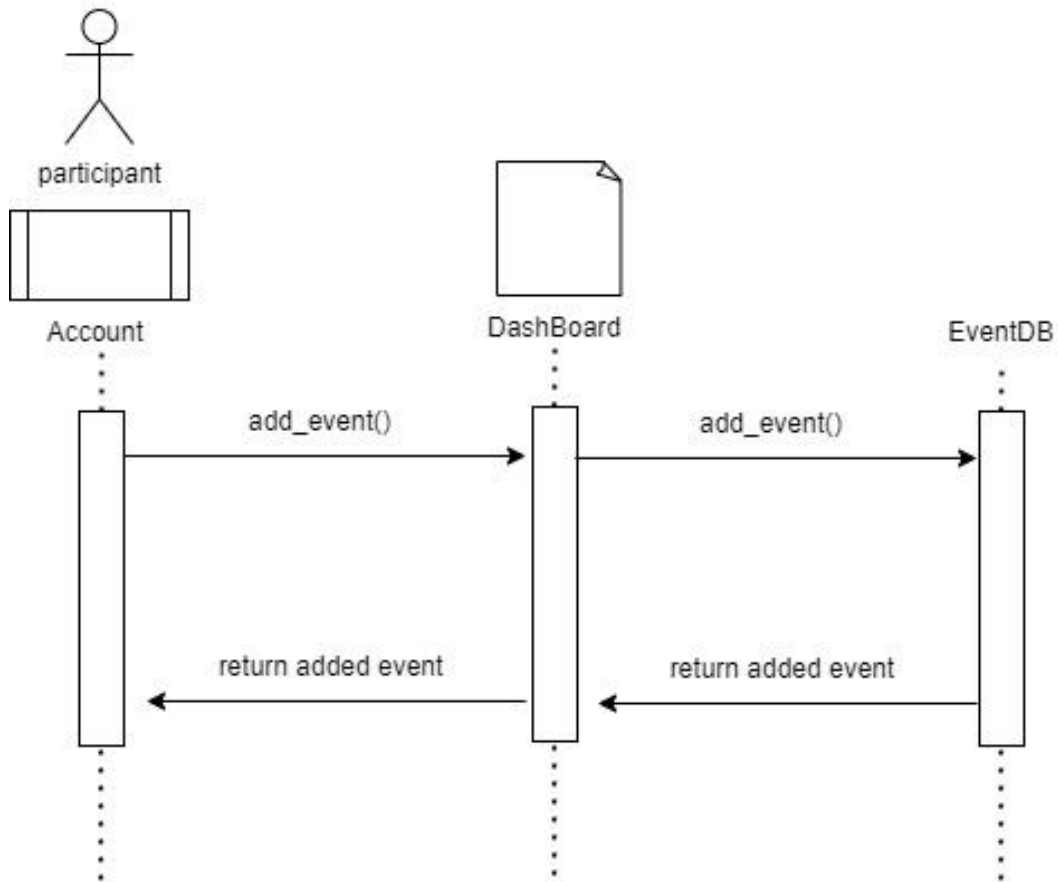 participant
Account
DashBoard
EventDB
add_event()
add_event()
return added event
return added event